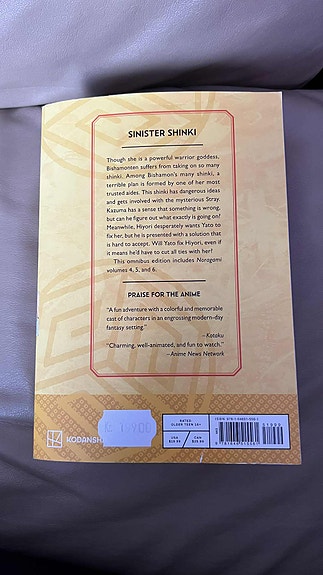 SINISTER SHINKI
Though she is a powerful warrior goddess,
Bishamonten suffers from taking on so many
shinki. Among Bishamon's many shinki, a
terrible plan is formed by one of her most
trusted aides. This shinki has dangerous ideas
and gets involved with the mysterious Stray.
Kazuma has a sense that something is wrong,
but can he figure out what exactly is going on?
Meanwhile, Hiyori desperately wants Yato to
fix her, but he is presented with a solution that
is hard to accept. Will Yato fix Hiyori, even if
it means he'd have to cut all ties with her?
This omnibus edition includes Noragami
volumes 4, 5, and 6.
PRAISE FOR THE ANIME
"A fun adventure with a colorful and memorable
cast of characters in an engrossing modern-day
fantasy setting."
—Kotaku
"Charming, well-animated, and fun to watch."
—Anime News Network
KODANSH
RATED:
OLDER TEEN 16+
USA
CAN